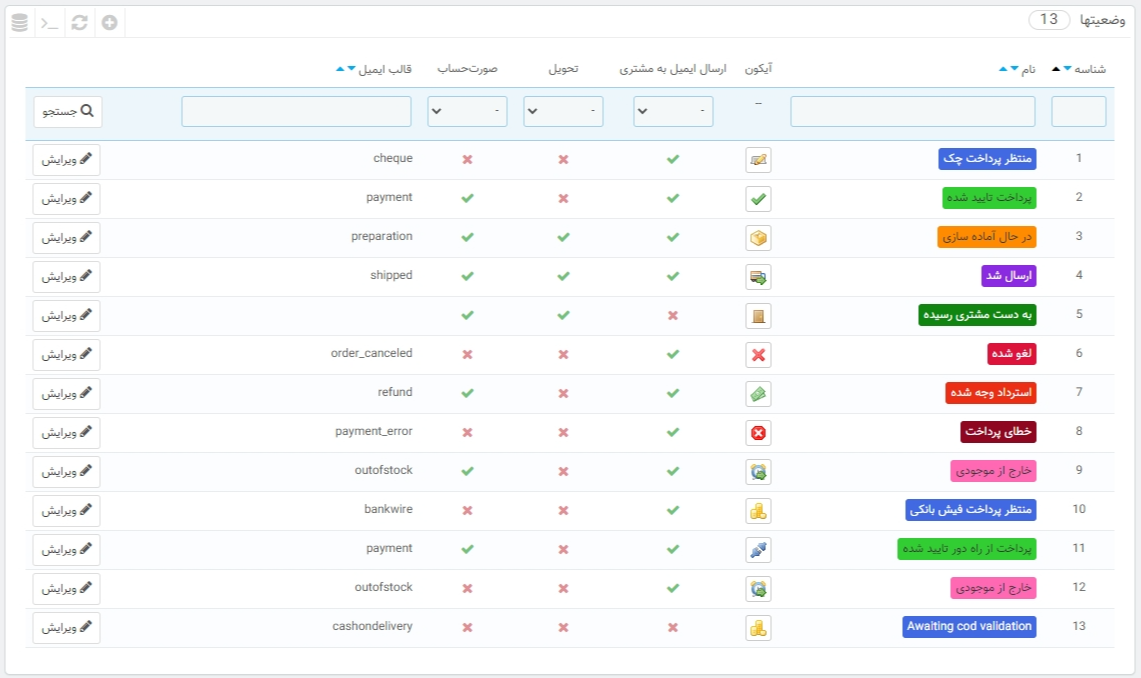 وضعیتها 13
شناسه نام آیکون ارسال ایمیل به مشتری تحویل صورت‌حساب قالب ایمیل
-- - - - جستجو
1 منتظر پرداخت چک cheque ویرایش
2 پرداخت تایید شده payment ویرایش
3 در حال آماده سازی preparation ویرایش
4 ارسال شد shipped ویرایش
5 به دست مشتری رسیده ویرایش
6 لغو شده order_canceled ویرایش
7 استرداد وجه شده refund ویرایش
8 خطای پرداخت payment_error ویرایش
9 خارج از موجودی outofstock ویرایش
10 منتظر پرداخت فیش بانکی bankwire ویرایش
11 پرداخت از راه دور تایید شده payment ویرایش
12 خارج از موجودی outofstock ویرایش
13 Awaiting cod validation cashondelivery ویرایش